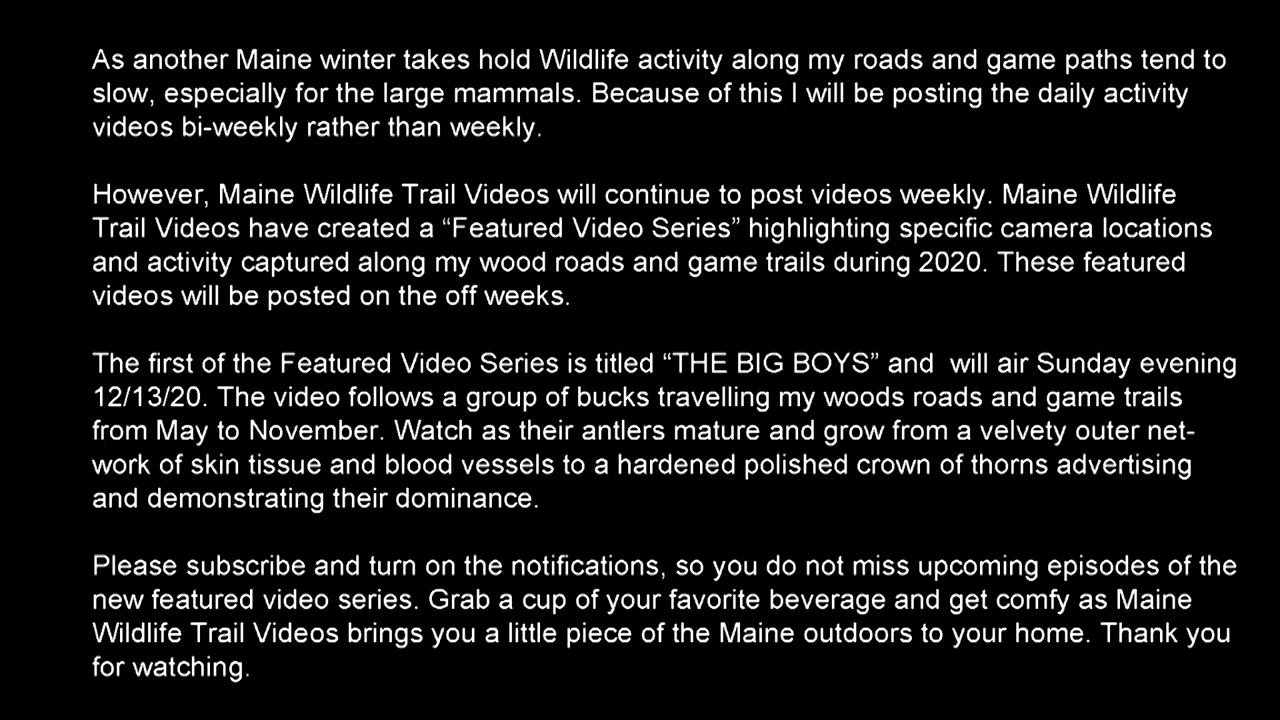 As another Maine winter takes hold Wildlife activity along my roads and game paths tend to
slow, especially for the large mammals. Because of this I will be posting the daily activity
videos bi-weekly rather than weekly.
However, Maine Wildlife Trail Videos will continue to post videos weekly. Maine Wildlife
Trail Videos have created a “Featured Video Series” highlighting specific camera locations
and activity captured along my wood roads and game trails during 2020. These featured
videos will be posted on the off weeks.
The first of the Featured Video Series is titled “THE BIG BOYS” and  will air Sunday evening
12/13/20. The video follows a group of bucks travelling my woods roads and game trails
from May to November. Watch as their antlers mature and grow from a velvety outer net-
work of skin tissue and blood vessels to a hardened polished crown of thorns advertising
and demonstrating their dominance.
Please subscribe and turn on the notifications, so you do not miss upcoming episodes of the
new featured video series. Grab a cup of your favorite beverage and get comfy as Maine
Wildlife Trail Videos brings you a little piece of the Maine outdoors to your home. Thank you
for watching.